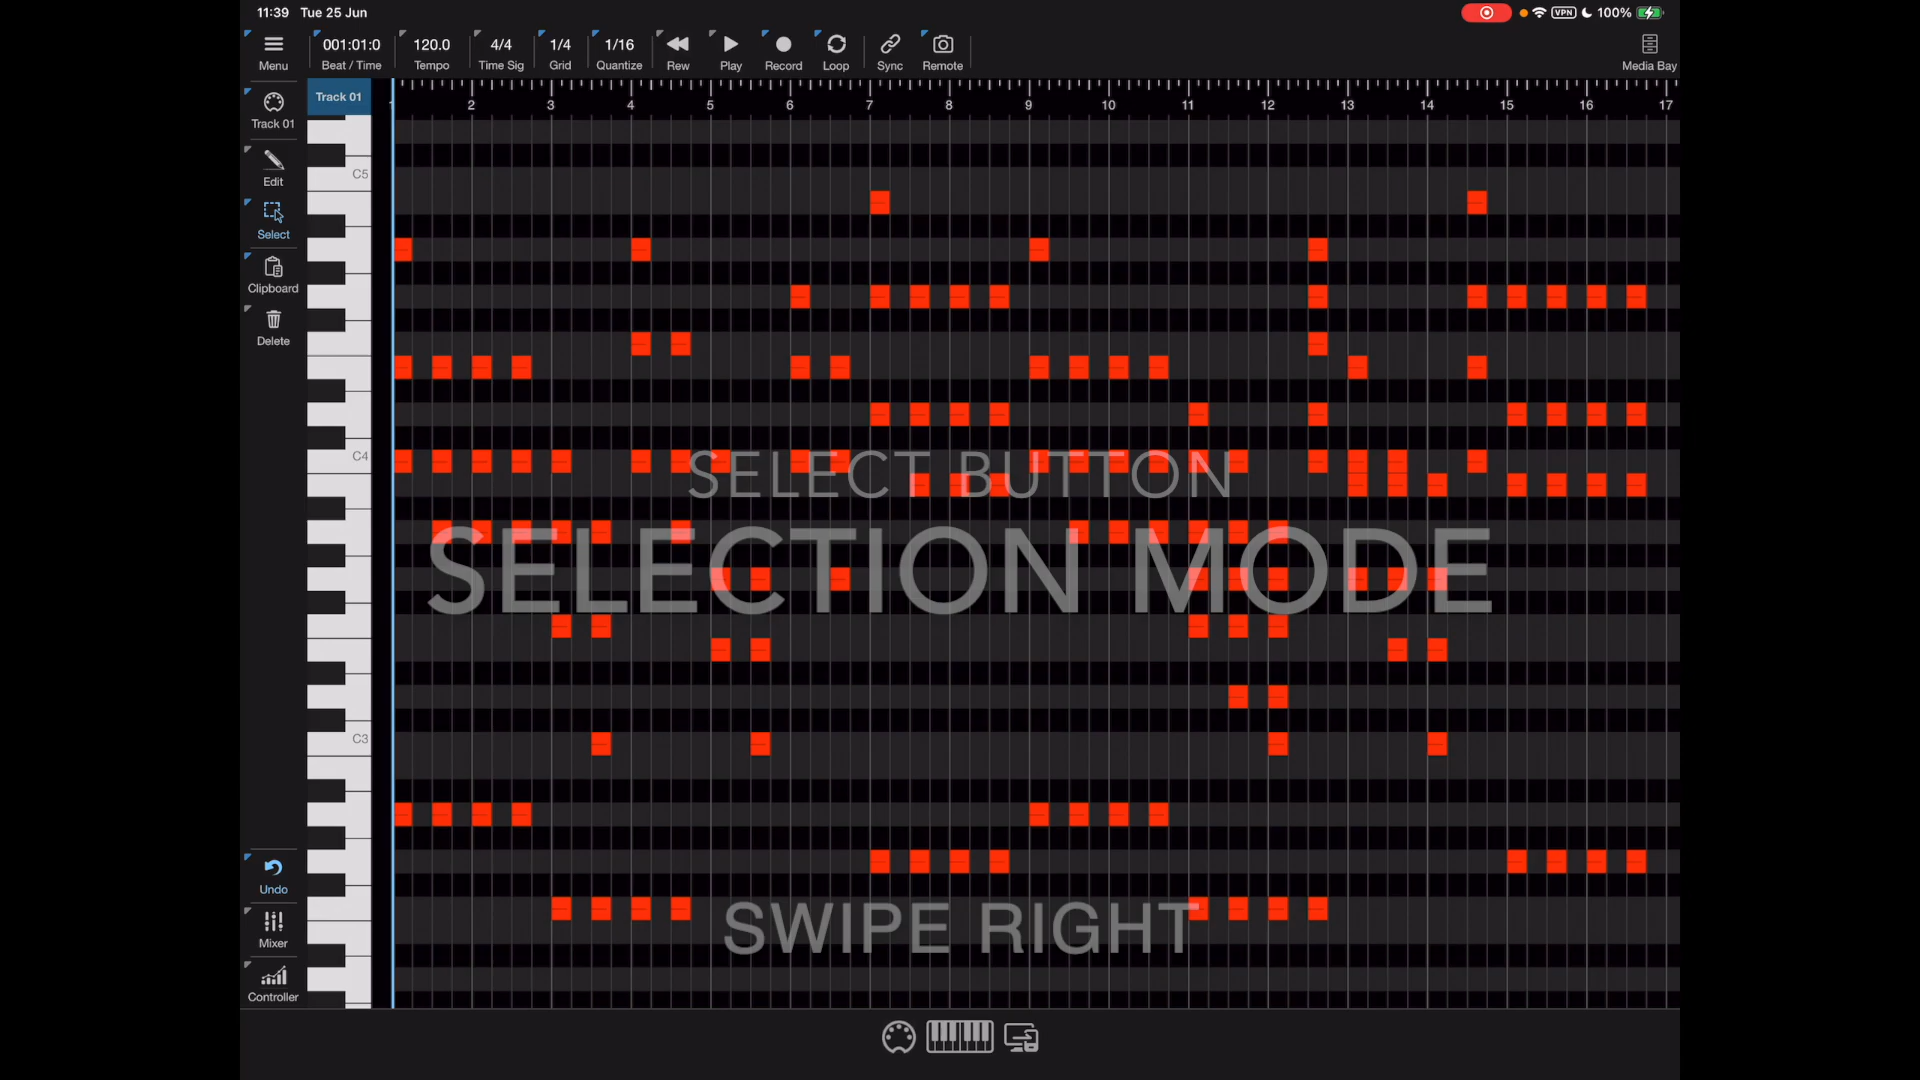 11:39 Tue 25 Jun
VPN 100%
Menu
001:01:0 Beat / Time
120.0 Tempo
4/4 Time Sig
1/4 Grid
1/16 Quantize
Rew
Play
Record
Loop
Sync
Remote
Media Bay
Track 01
1 2 3 4 5 6 7 8 9 10 11 12 13 14 15 16 17
Track 01
Edit
C5
Select
Clipboard
Delete
C4
SELECT BUTTON
SELECTION MODE
C3
Undo
SWIPE RIGHT
Mixer
Controller